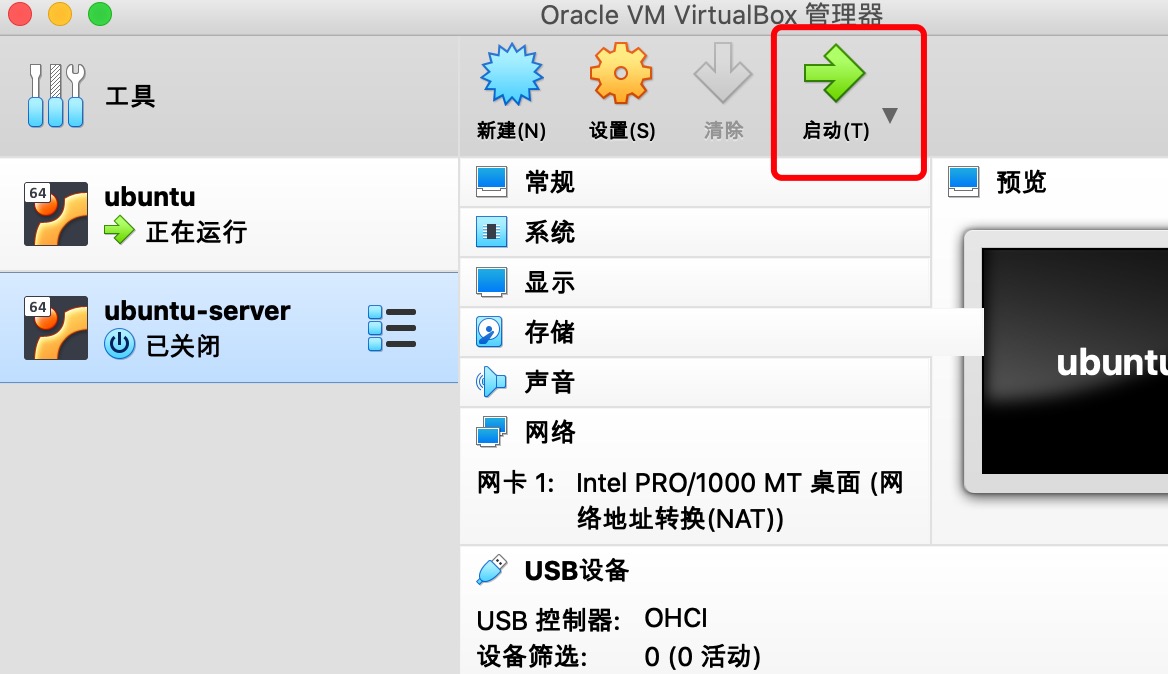 Oracle VM VirtualBox 管理器
工具
新建(N)
设置(S)
清除
启动(T)
64
ubuntu
正在运行
64
ubuntu-server
已关闭
常规
系统
显示
存储
声音
网络
网卡 1: Intel PRO/1000 MT 桌面 (网
络地址转换(NAT))
USB设备
USB 控制器: OHCI
设备筛选: 0 (0 活动)
预览
ubuntu